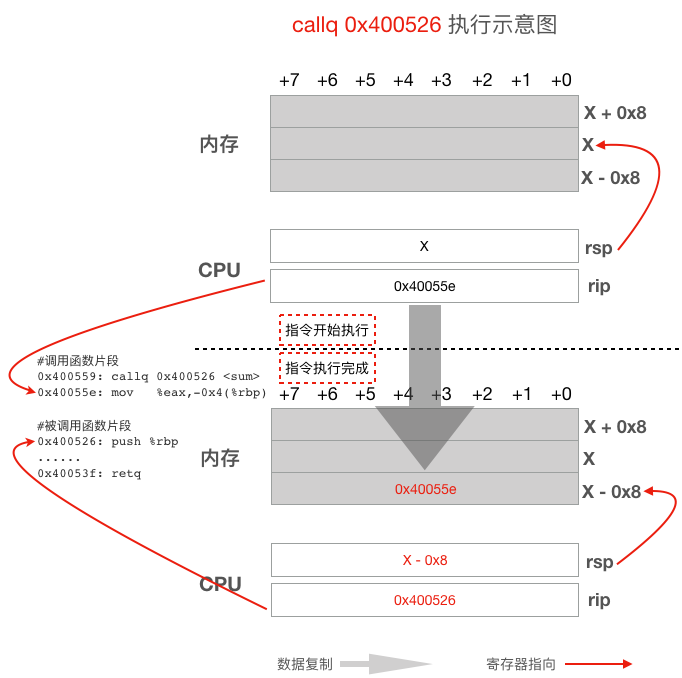 callq 0x400526 执行示意图
+7 +6 +5 +4 +3 +2 +1 +0
X + 0x8
内存
X
X - 0x8
X
rsp
CPU
0x40055e
rip
指令开始执行
指令执行完成
#调用函数片段
0x400559: callq 0x400526 <sum>
0x40055e: mov %eax,-0x4(%rbp)
+7 +6 +5 +4 +3 +2 +1 +0
#被调用函数片段
0x400526: push %rbp
......
0x40053f: retq
X + 0x8
内存
X
0x40055e
X - 0x8
X - 0x8
rsp
CPU
0x400526
rip
数据复制
寄存器指向